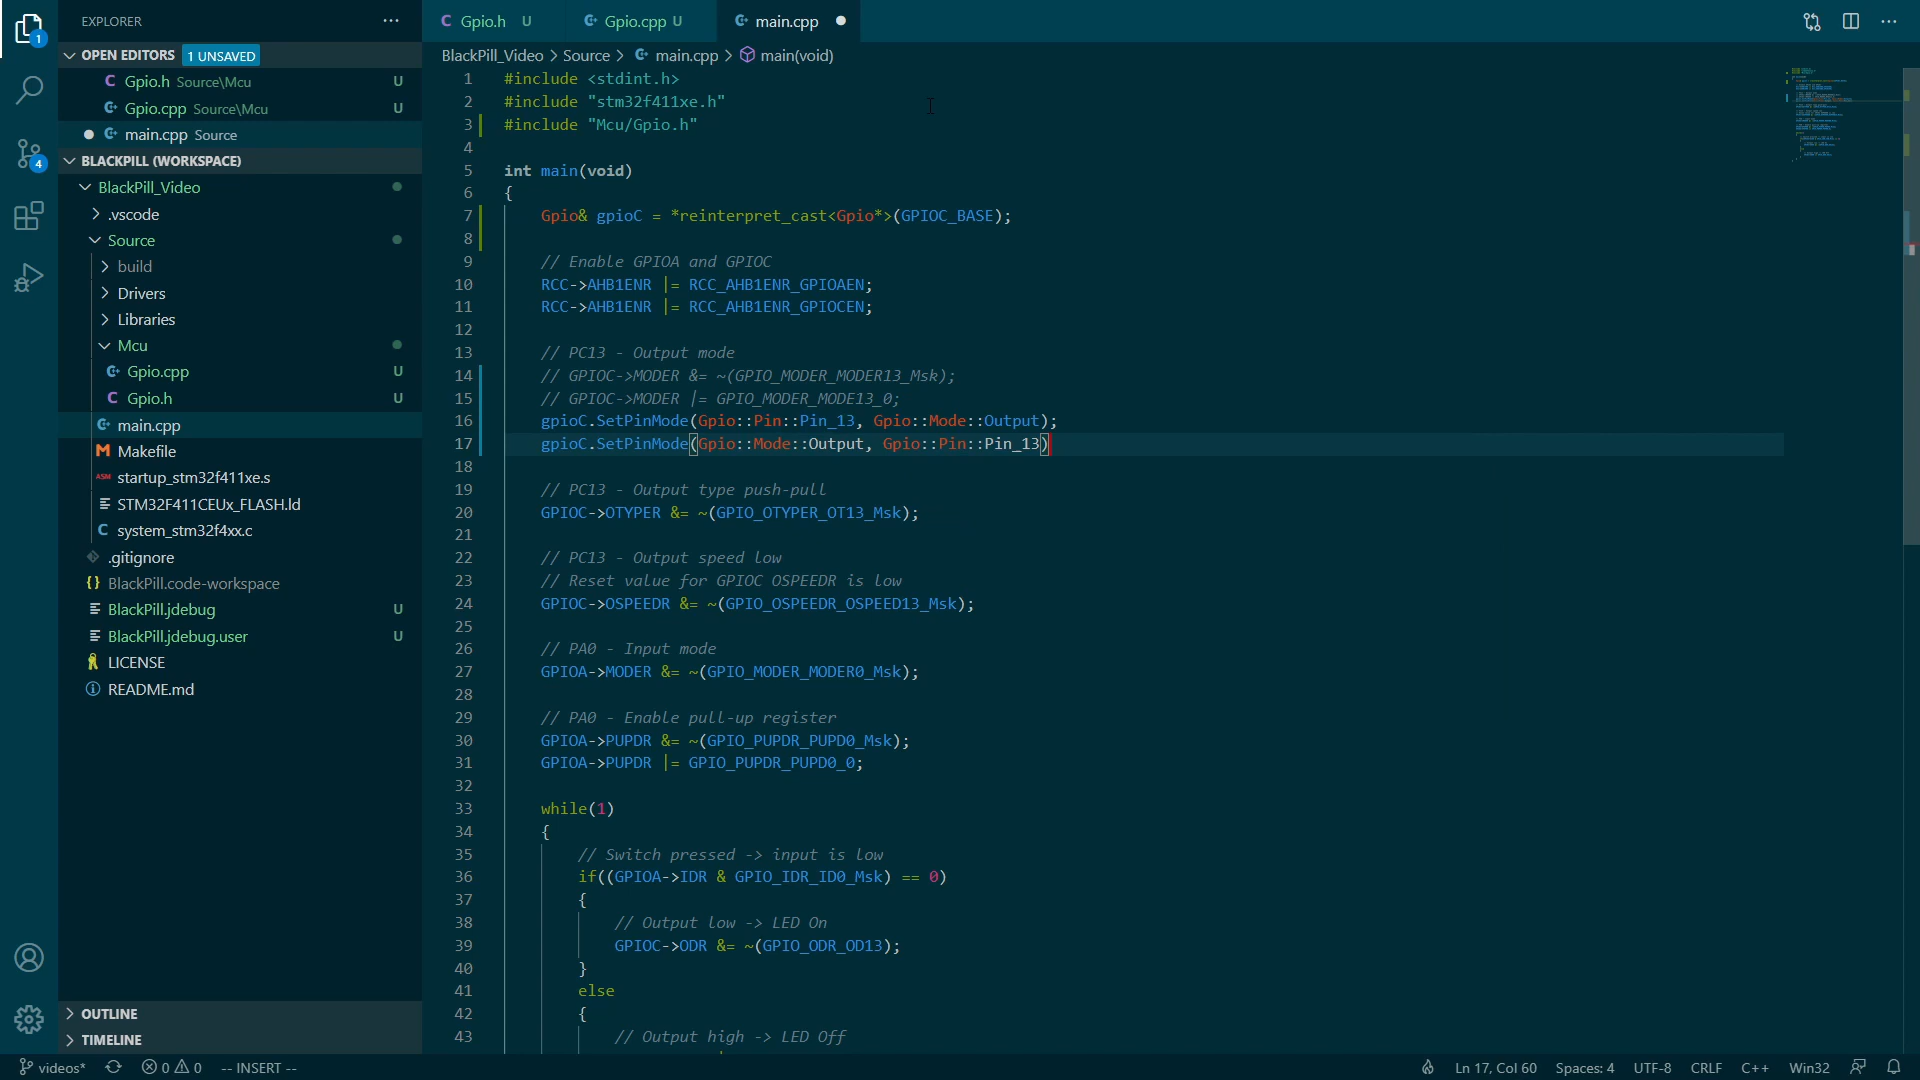 EXPLORER
OPEN EDITORS 1 UNSAVED
Gpio.h Source\Mcu U
Gpio.cpp Source\Mcu U
main.cpp Source
BLACKPILL (WORKSPACE)
BlackPill_Video
.vscode
Source
build
Drivers
Libraries
Mcu
Gpio.cpp U
Gpio.h U
main.cpp
Makefile
startup_stm32f411xe.s
STM32F411CEUx_FLASH.ld
system_stm32f4xx.c
.gitignore
BlackPill.code-workspace
BlackPill.jdebug U
BlackPill.jdebug.user U
LICENSE
README.md
OUTLINE
TIMELINE
1
4
Gpio.h U Gpio.cpp U main.cpp
BlackPill_Video > Source > main.cpp > main(void)
1 #include <stdint.h>
2 #include "stm32f411xe.h"
3 #include "Mcu/Gpio.h"
4
5 int main(void)
6 {
7 Gpio& gpioC = *reinterpret_cast<Gpio*>(GPIOC_BASE);
8
9 // Enable GPIOA and GPIOC
10 RCC->AHB1ENR |= RCC_AHB1ENR_GPIOAEN;
11 RCC->AHB1ENR |= RCC_AHB1ENR_GPIOCEN;
12
13 // PC13 - Output mode
14 // GPIOC->MODER &= ~(GPIO_MODER_MODER13_Msk);
15 // GPIOC->MODER |= GPIO_MODER_MODE13_0;
16 gpioC.SetPinMode(Gpio::Pin::Pin_13, Gpio::Mode::Output);
17 gpioC.SetPinMode(Gpio::Mode::Output, Gpio::Pin::Pin_13)
18
19 // PC13 - Output type push-pull
20 GPIOC->OTYPER &= ~(GPIO_OTYPER_OT13_Msk);
21
22 // PC13 - Output speed low
23 // Reset value for GPIOC OSPEEDR is low
24 GPIOC->OSPEEDR &= ~(GPIO_OSPEEDR_OSPEED13_Msk);
25
26 // PA0 - Input mode
27 GPIOA->MODER &= ~(GPIO_MODER_MODER0_Msk);
28
29 // PA0 - Enable pull-up register
30 GPIOA->PUPDR &= ~(GPIO_PUPDR_PUPD0_Msk);
31 GPIOA->PUPDR |= GPIO_PUPDR_PUPD0_0;
32
33 while(1)
34 {
35 // Switch pressed -> input is low
36 if((GPIOA->IDR & GPIO_IDR_ID0_Msk) == 0)
37 {
38 // Output low -> LED On
39 GPIOC->ODR &= ~(GPIO_ODR_OD13);
40 }
41 else
42 {
43 // Output high -> LED Off
videos* 0 0 -- INSERT -- Ln 17, Col 60 Spaces: 4 UTF-8 CRLF C++ Win32